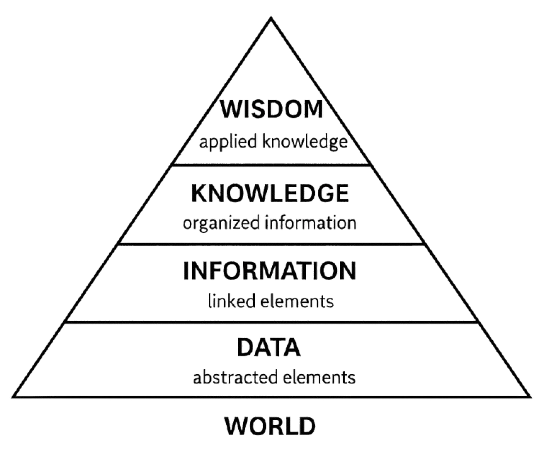 WISDOM
applied knowledge
KNOWLEDGE
organized information
INFORMATION
linked elements
DATA
abstracted elements
WORLD